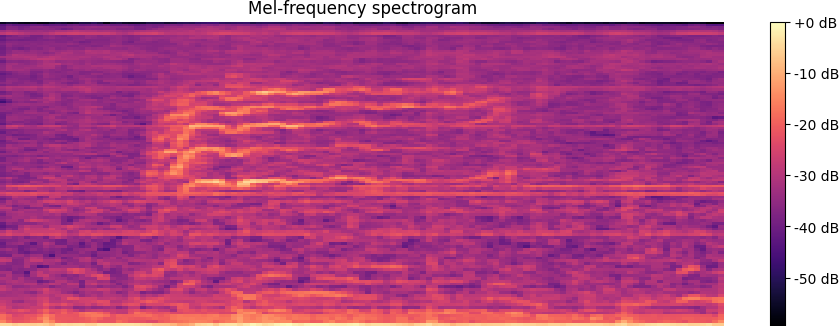 Mel-frequency spectrogram
+0 dB
-10 dB
-20 dB
-30 dB
-40 dB
-50 dB